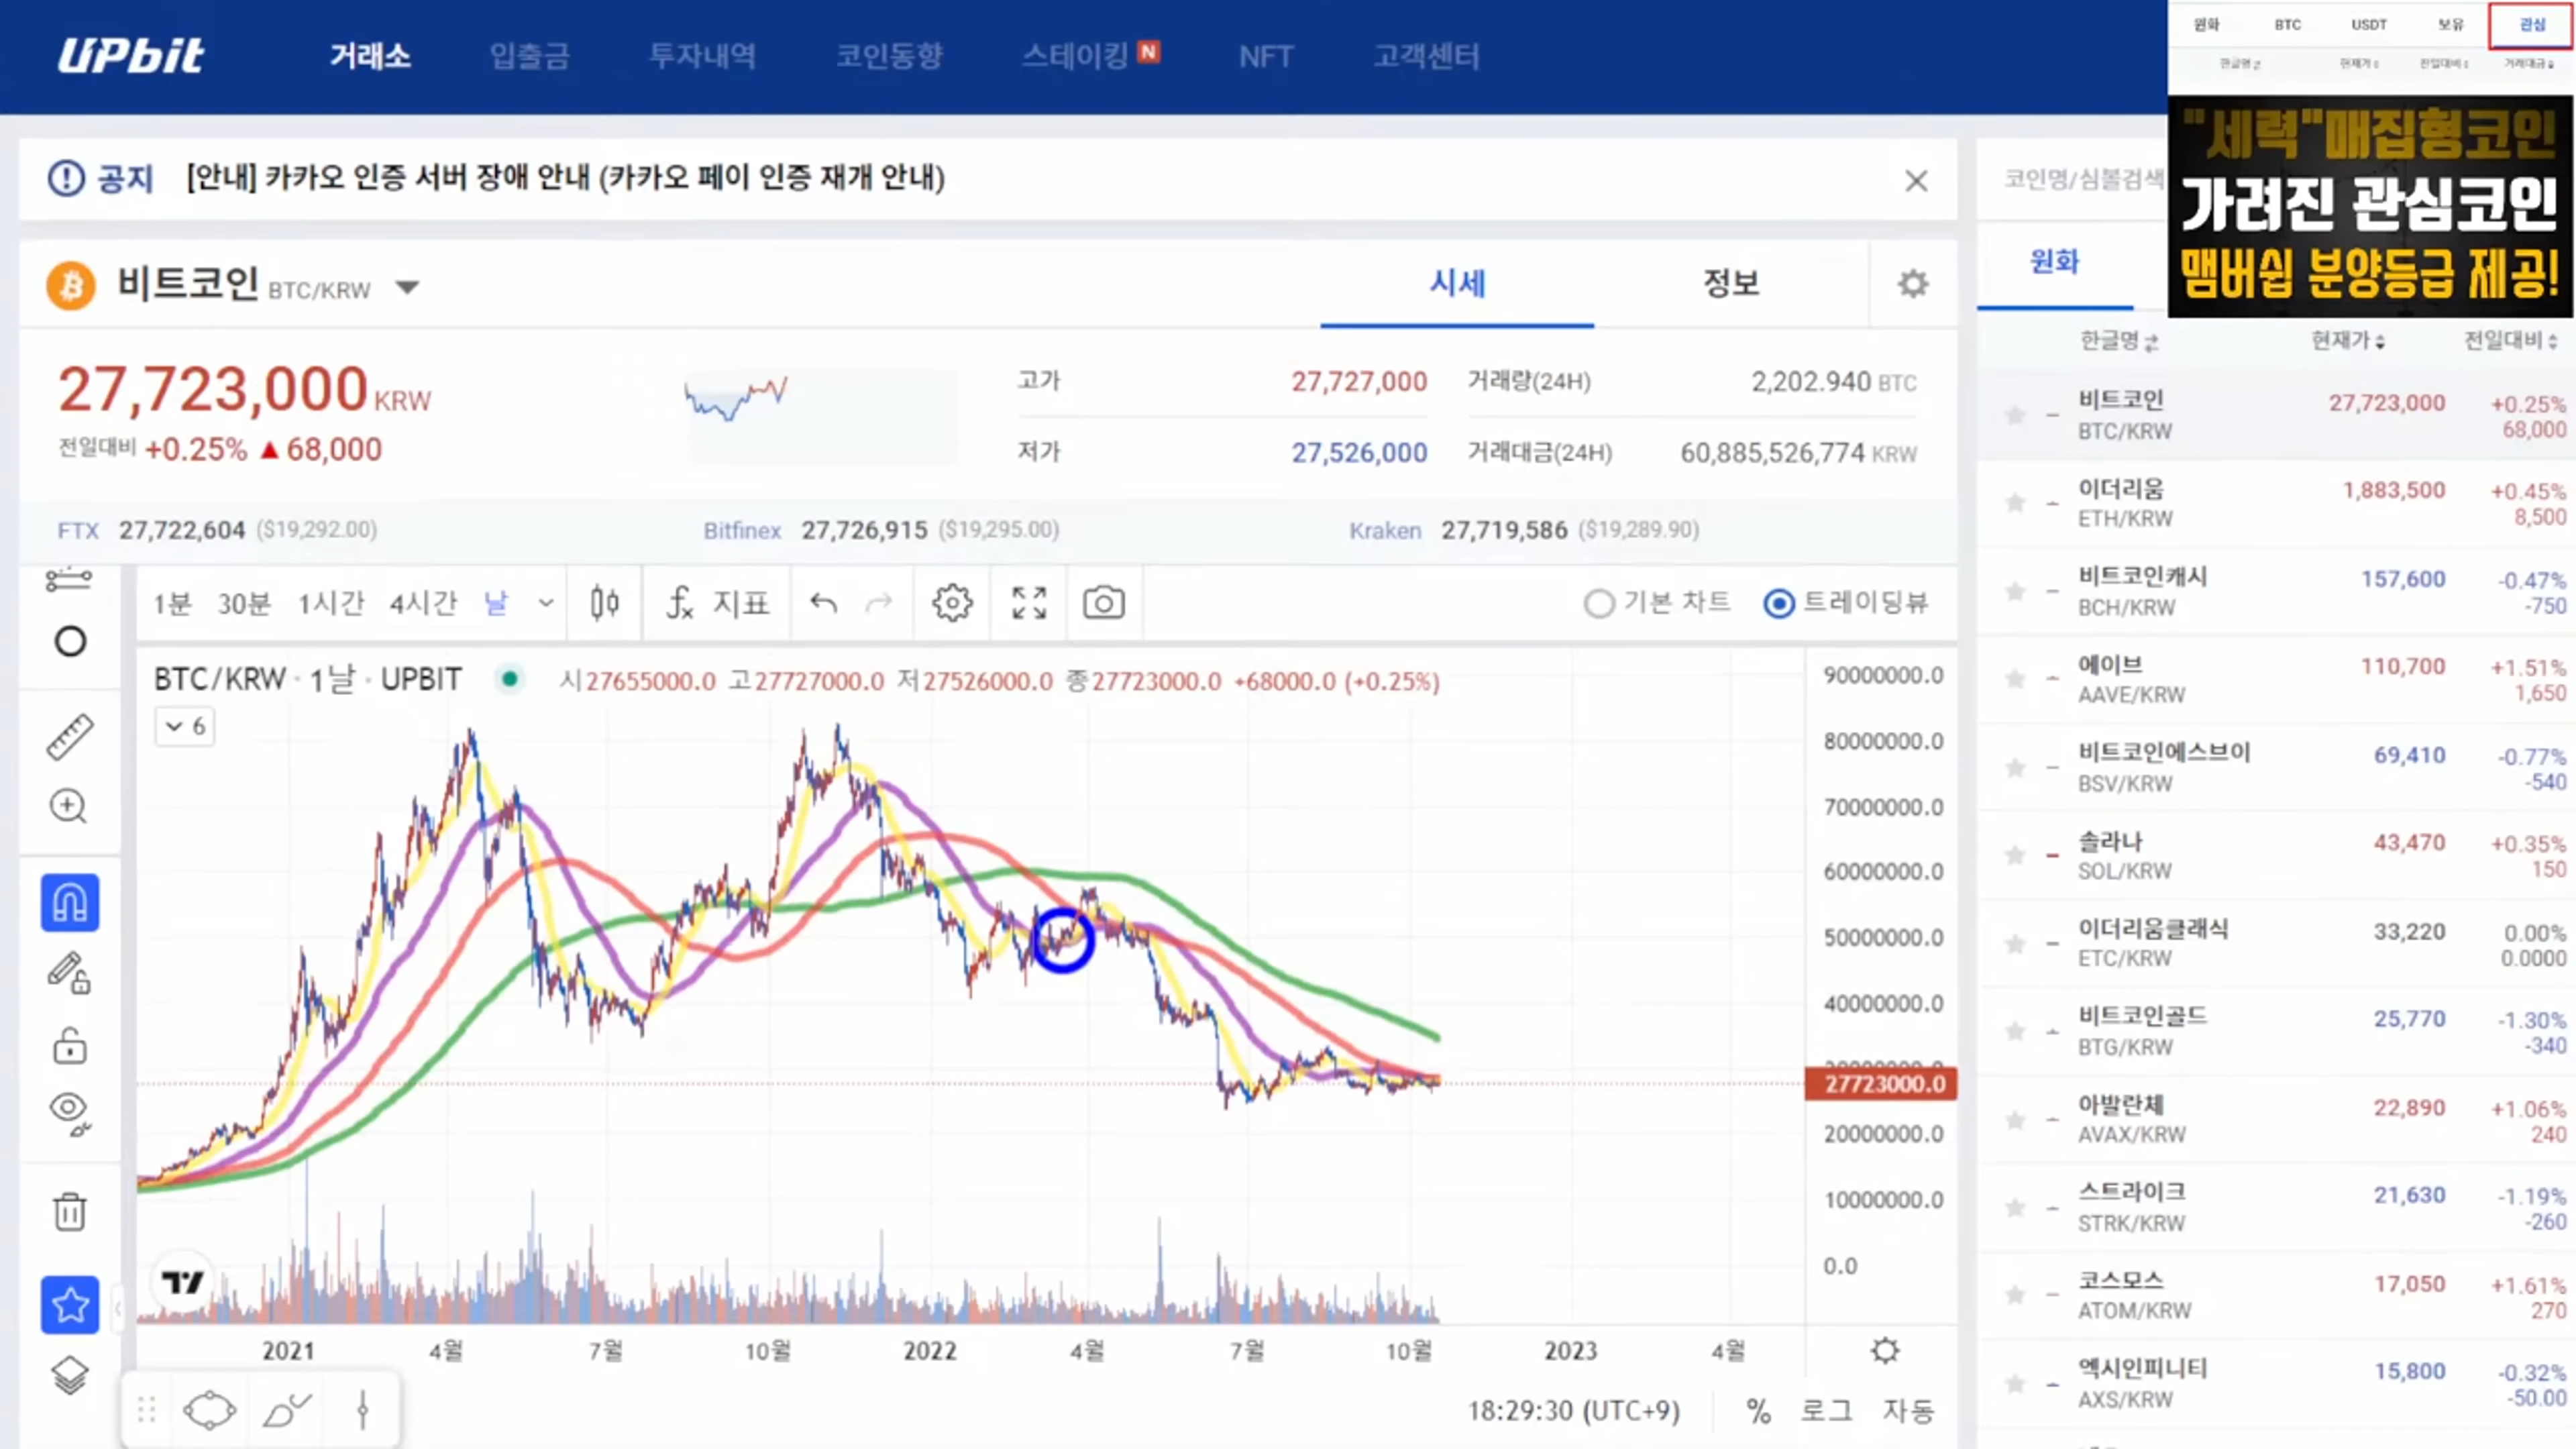 UPbit 거래소 입출금 투자내역 코인동향 스테이킹 N NFT 고객센터
원화 BTC USDT 보유 관심
한글명 현재가 전일대비 거래대금
"세력"매집형코인
가려진 관심코인
맴버쉽 분양등급 제공!
공지 [안내] 카카오 인증 서버 장애 안내 (카카오 페이 인증 재개 안내)
비트코인 BTC/KRW 시세 정보
27,723,000 KRW
전일대비 +0.25% ▲ 68,000
고가 27,727,000 거래량(24H) 2,202.940 BTC
저가 27,526,000 거래대금(24H) 60,885,526,774 KRW
FTX 27,722,604 ($19,292.00) Bitfinex 27,726,915 ($19,295.00) Kraken 27,719,586 ($19,289.90)
1분 30분 1시간 4시간 날 지표 기본 차트 트레이딩뷰
BTC/KRW · 1날 · UPBIT 시27655000.0 고27727000.0 저27526000.0 종27723000.0 +68000.0 (+0.25%)
6
90000000.0
80000000.0
70000000.0
60000000.0
50000000.0
40000000.0
27723000.0
20000000.0
10000000.0
0.0
2021 4월 7월 10월 2022 4월 7월 10월 2023 4월
18:29:30 (UTC+9) % 로그 자동
코인명/심볼검색
원화
한글명 현재가 전일대비
비트코인 27,723,000 +0.25%
BTC/KRW 68,000
이더리움 1,883,500 +0.45%
ETH/KRW 8,500
비트코인캐시 157,600 -0.47%
BCH/KRW -750
에이브 110,700 +1.51%
AAVE/KRW 1,650
비트코인에스브이 69,410 -0.77%
BSV/KRW -540
솔라나 43,470 +0.35%
SOL/KRW 150
이더리움클래식 33,220 0.00%
ETC/KRW 0.0000
비트코인골드 25,770 -1.30%
BTG/KRW -340
아발란체 22,890 +1.06%
AVAX/KRW 240
스트라이크 21,630 -1.19%
STRK/KRW -260
코스모스 17,050 +1.61%
ATOM/KRW 270
엑시인피니티 15,800 -0.32%
AXS/KRW -50.00